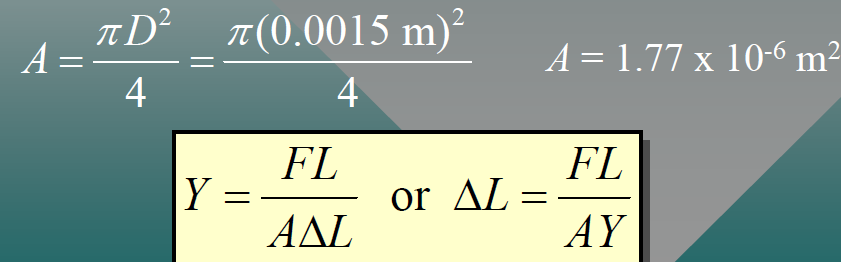 A = πD²/4 = π(0.0015 m)²/4 A = 1.77 x 10⁻⁶ m²
Y = FL/AΔL or ΔL = FL/AY